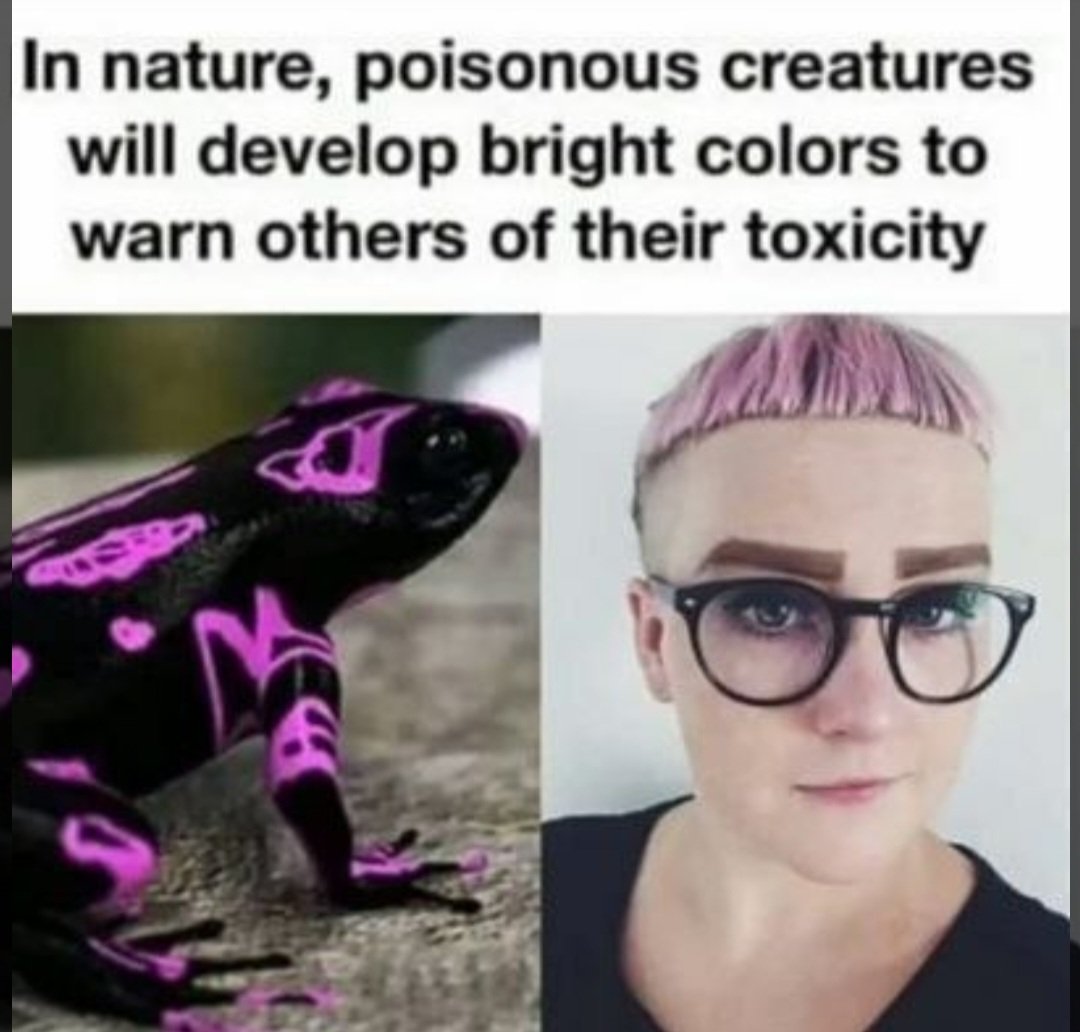 In nature, poisonous creatures
will develop bright colors to
warn others of their toxicity